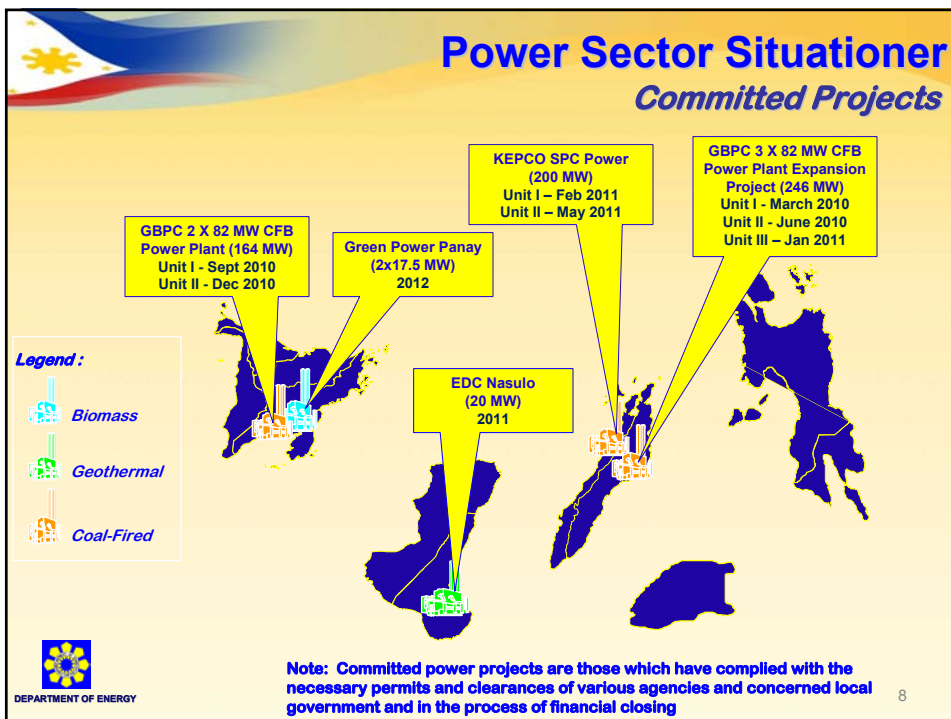 Power Sector Situationer
Committed Projects
GBPC 2 X 82 MW CFB
Power Plant (164 MW)
Unit I - Sept 2010
Unit II - Dec 2010
Green Power Panay
(2x17.5 MW)
2012
KEPCO SPC Power
(200 MW)
Unit I – Feb 2011
Unit II – May 2011
GBPC 3 X 82 MW CFB
Power Plant Expansion
Project (246 MW)
Unit I - March 2010
Unit II - June 2010
Unit III – Jan 2011
EDC Nasulo
(20 MW)
2011
Legend :
Biomass
Geothermal
Coal-Fired
DEPARTMENT OF ENERGY
Note: Committed power projects are those which have complied with the
necessary permits and clearances of various agencies and concerned local
government and in the process of financial closing
8